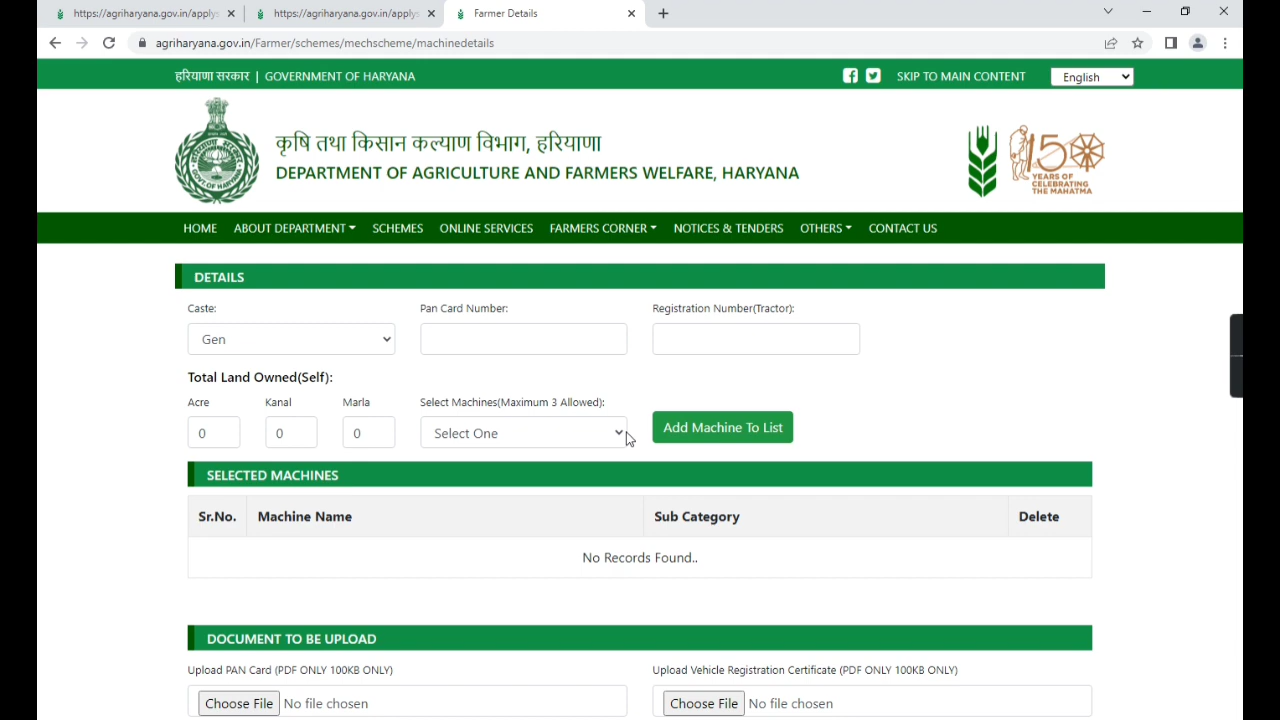 https://agriharyana.gov.in/apply
https://agriharyana.gov.in/apply
Farmer Details
agriharyana.gov.in/Farmer/schemes/mechscheme/machinedetails
हरियाणा सरकार | GOVERNMENT OF HARYANA
SKIP TO MAIN CONTENT
English
कृषि तथा किसान कल्याण विभाग, हरियाणा
DEPARTMENT OF AGRICULTURE AND FARMERS WELFARE, HARYANA
150
YEARS OF
CELEBRATING
THE MAHATMA
HOME ABOUT DEPARTMENT SCHEMES ONLINE SERVICES FARMERS CORNER NOTICES & TENDERS OTHERS CONTACT US
DETAILS
Caste: Pan Card Number: Registration Number(Tractor):
Gen
Total Land Owned(Self):
Acre Kanal Marla Select Machines(Maximum 3 Allowed):
0 0 0 Select One Add Machine To List
SELECTED MACHINES
Sr.No. Machine Name Sub Category Delete
No Records Found..
DOCUMENT TO BE UPLOAD
Upload PAN Card (PDF ONLY 100KB ONLY) Upload Vehicle Registration Certificate (PDF ONLY 100KB ONLY)
Choose File No file chosen Choose File No file chosen